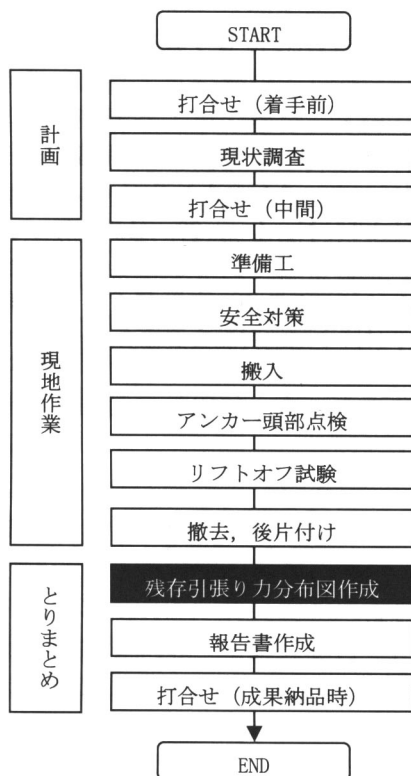 START
計画
打合せ（着手前）
現状調査
打合せ（中間）
現地作業
準備工
安全対策
搬入
アンカー頭部点検
リフトオフ試験
撤去，後片付け
とりまとめ
残存引張り力分布図作成
報告書作成
打合せ（成果納品時）
END